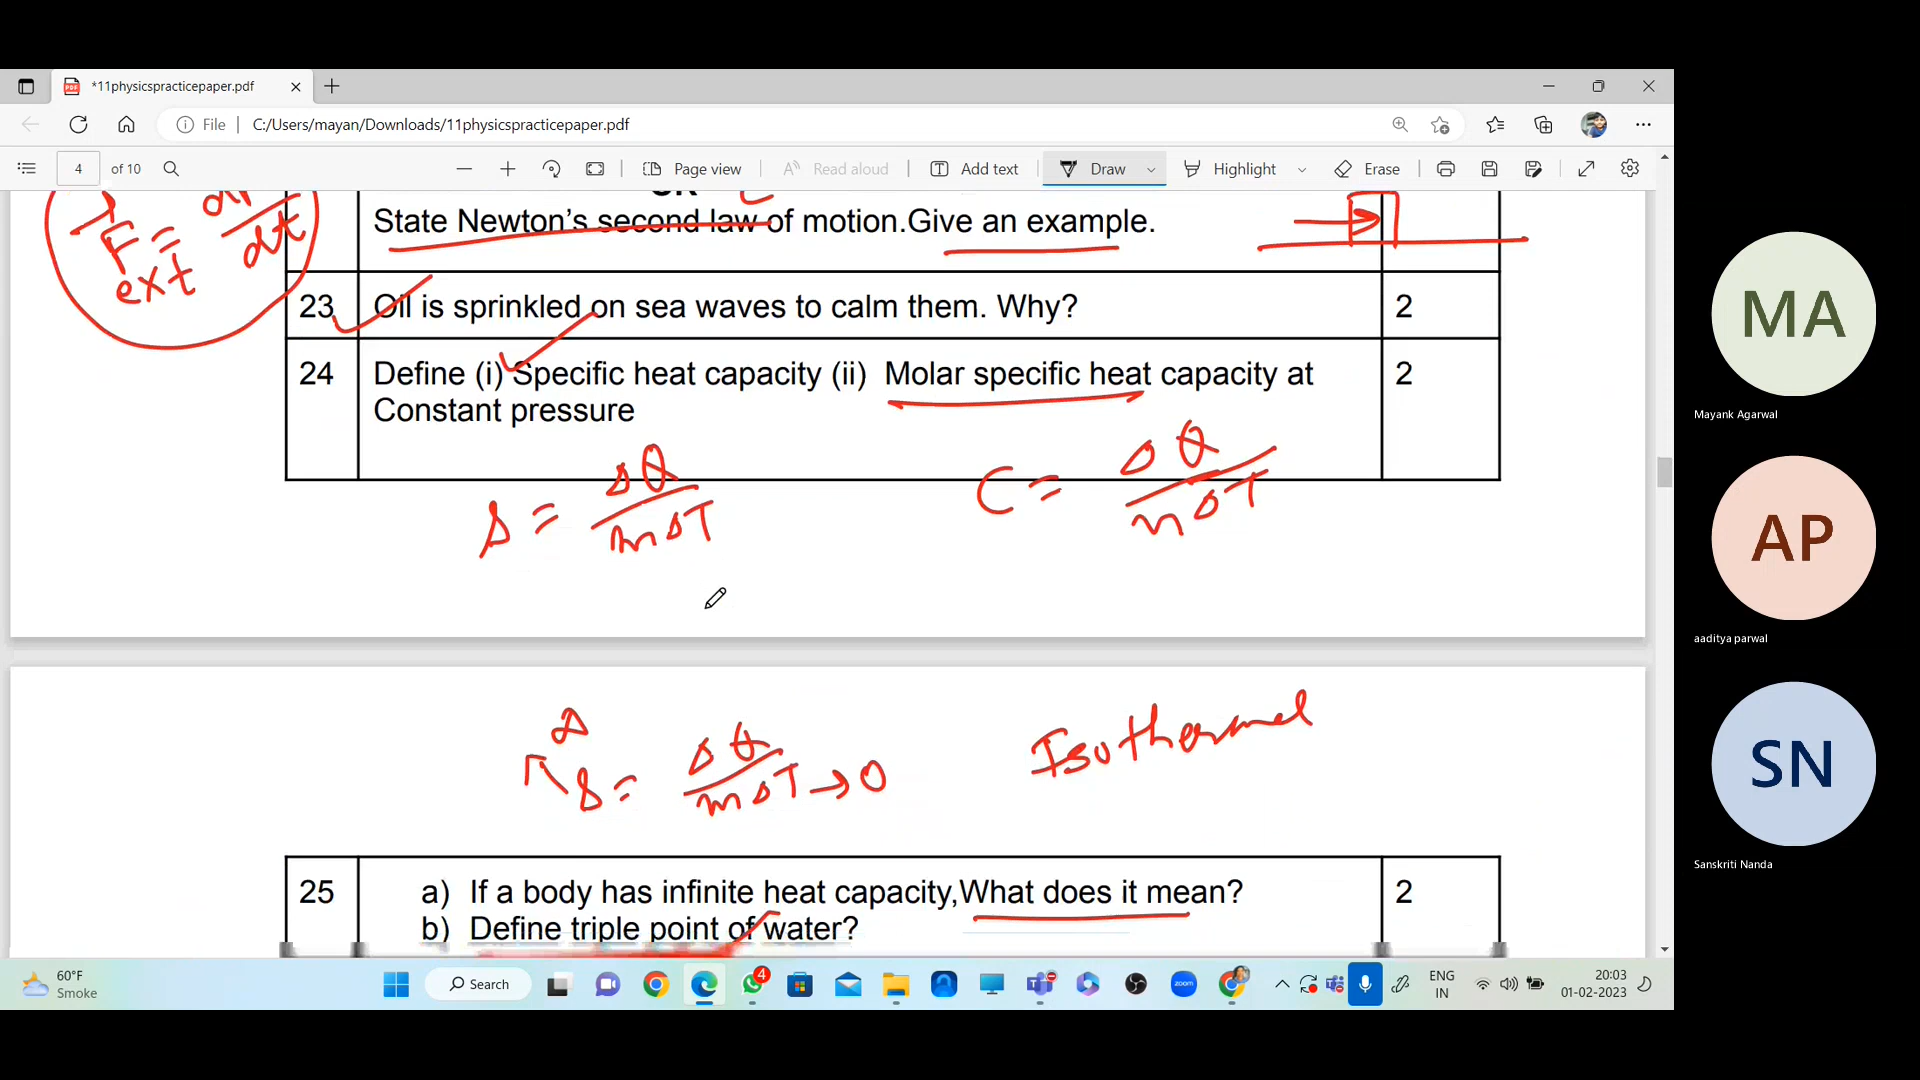 *11physicspracticepaper.pdf
File | C:/Users/mayan/Downloads/11physicspracticepaper.pdf
4 of 10 Page view Read aloud Add text Draw Highlight Erase
State Newton's second law of motion.Give an example.
F ext = dt
23 Oil is sprinkled on sea waves to calm them. Why? 2
24 Define (i) Specific heat capacity (ii) Molar specific heat capacity at 2
Constant pressure
s = ΔQ / mΔT C = ΔQ / nΔT
∞
s = ΔQ / mΔT → 0 Isothermal
25 a) If a body has infinite heat capacity,What does it mean? 2
b) Define triple point of water?
MA
Mayank Agarwal
AP
aaditya parwal
SN
Sanskriti Nanda
60°F
Smoke
Search
4
zoom
ENG
IN
20:03
01-02-2023